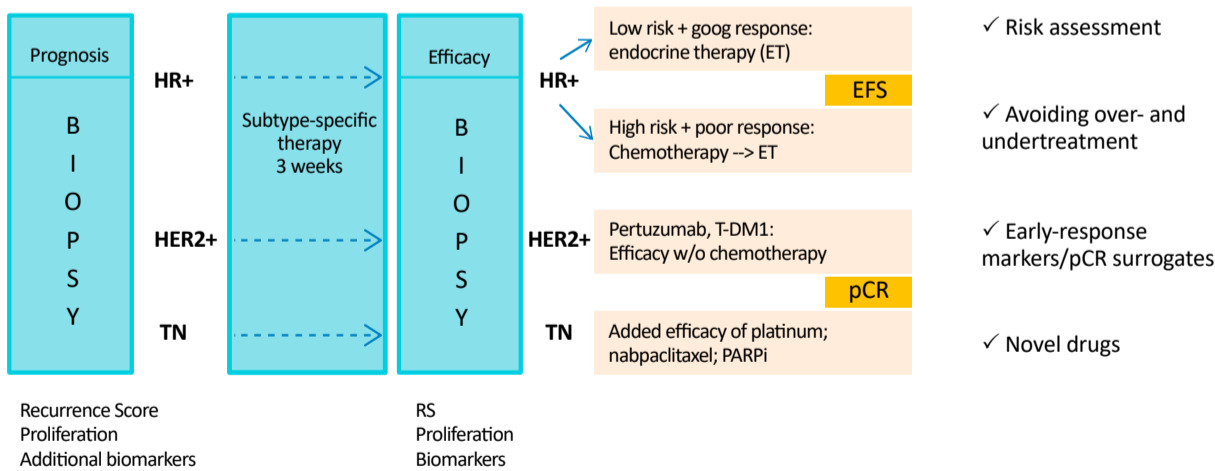 Prognosis
B
I
O
P
S
Y
Recurrence Score
Proliferation
Additional biomarkers
HR+
HER2+
TN
Subtype-specific
therapy
3 weeks
Efficacy
B
I
O
P
S
Y
RS
Proliferation
Biomarkers
HR+
HER2+
TN
Low risk + goog response:
endocrine therapy (ET)
EFS
High risk + poor response:
Chemotherapy --> ET
Pertuzumab, T-DM1:
Efficacy w/o chemotherapy
pCR
Added efficacy of platinum;
nabpaclitaxel; PARPi
✓ Risk assessment
✓ Avoiding over- and
undertreatment
✓ Early-response
markers/pCR surrogates
✓ Novel drugs